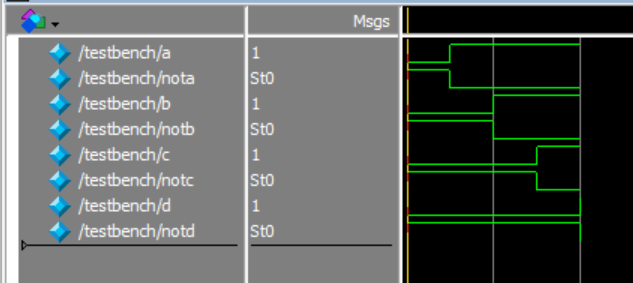 Msgs
/testbench/a 1
/testbench/nota St0
/testbench/b 1
/testbench/notb St0
/testbench/c 1
/testbench/notc St0
/testbench/d 1
/testbench/notd St0